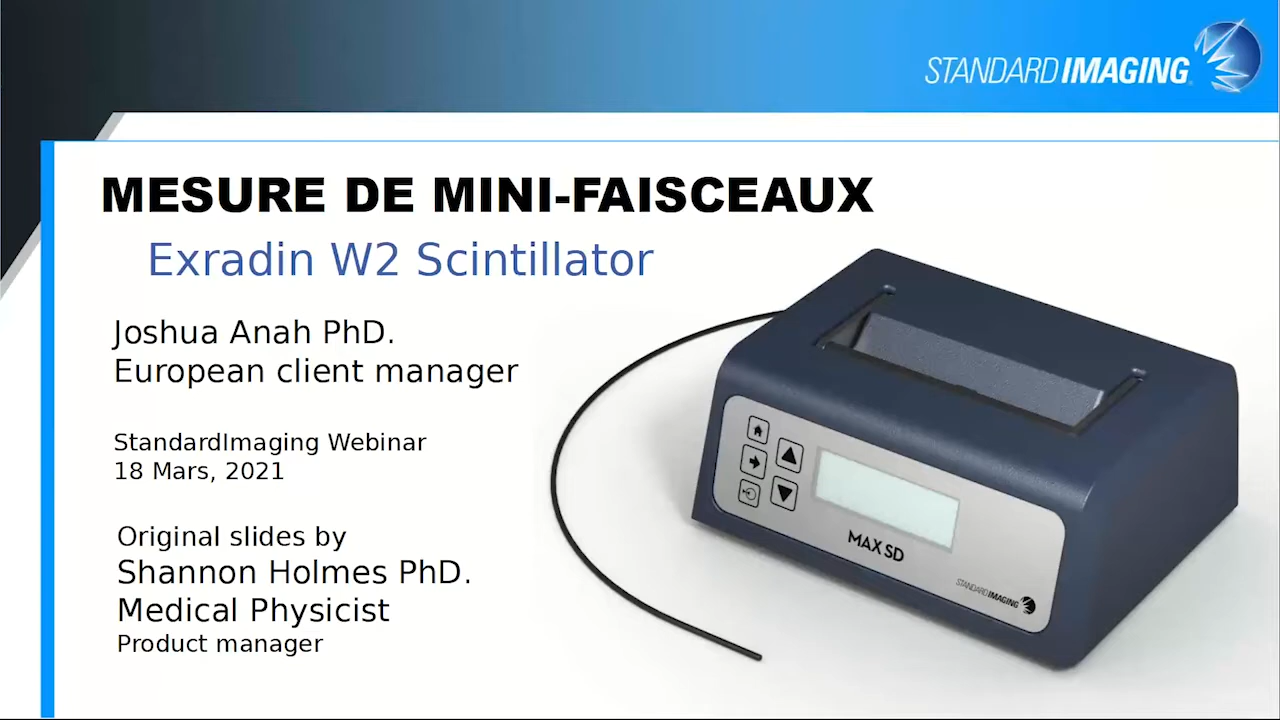 STANDARD IMAGING
MESURE DE MINI-FAISCEAUX
Exradin W2 Scintillator
Joshua Anah PhD.
European client manager
StandardImaging Webinar
18 Mars, 2021
Original slides by
Shannon Holmes PhD.
Medical Physicist
Product manager
MAX SD
STANDARD IMAGING